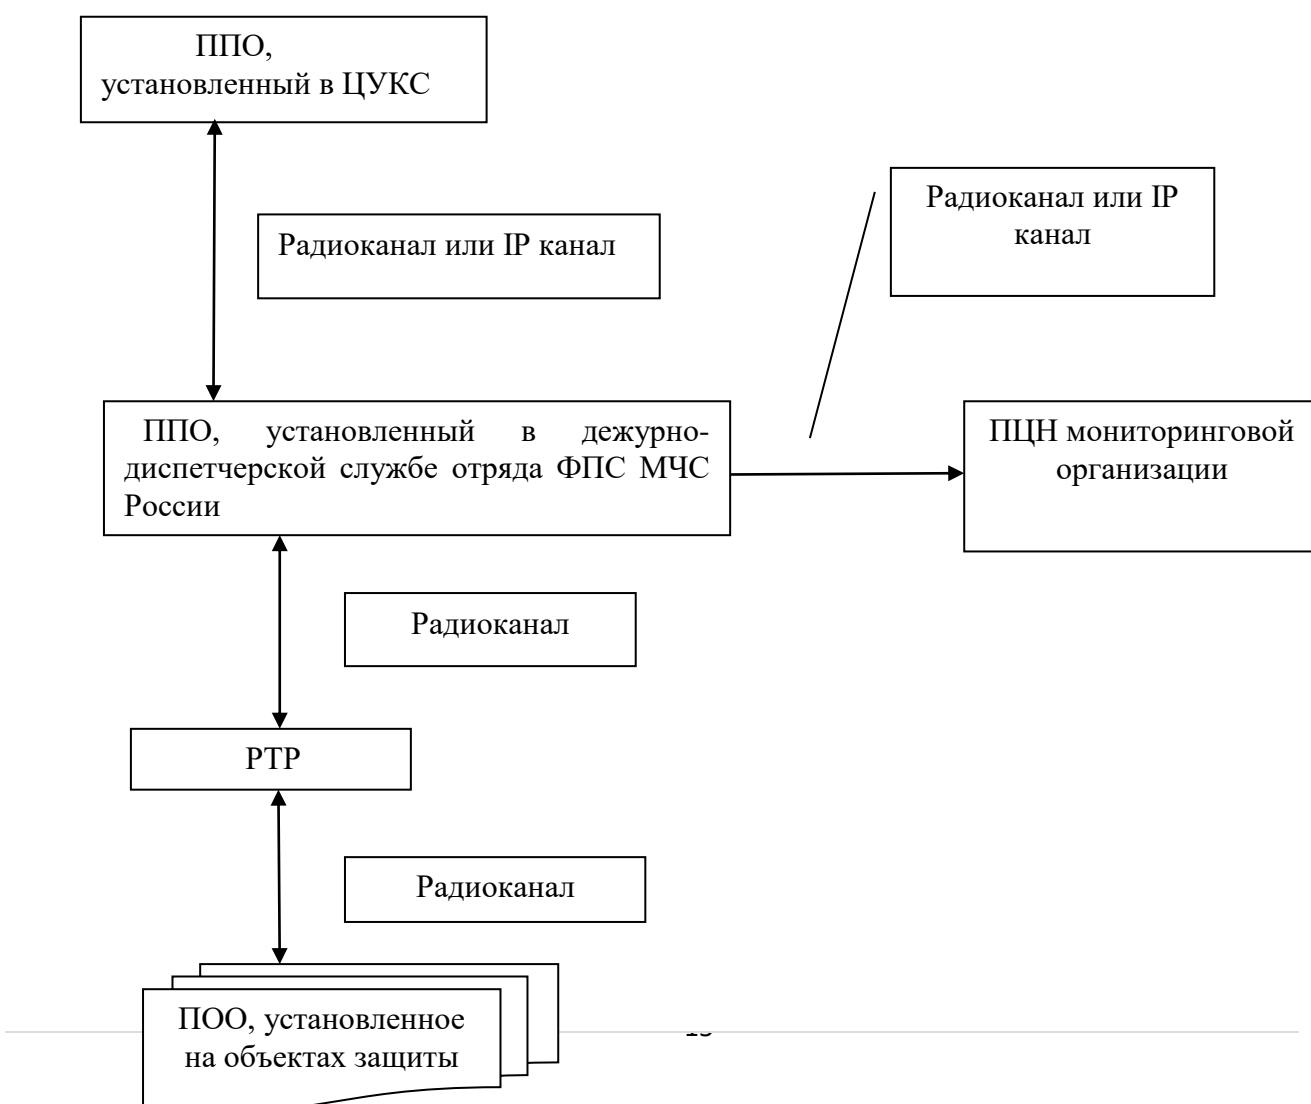 ППО,
установленный в ЦУКС
Радиоканал или IP
канал
Радиоканал или IP канал
ППО, установленный в дежурно-
диспетчерской службе отряда ФПС МЧС
России
ПЦН мониторинговой
организации
Радиоканал
РТР
Радиоканал
ПОО, установленное
на объектах защиты